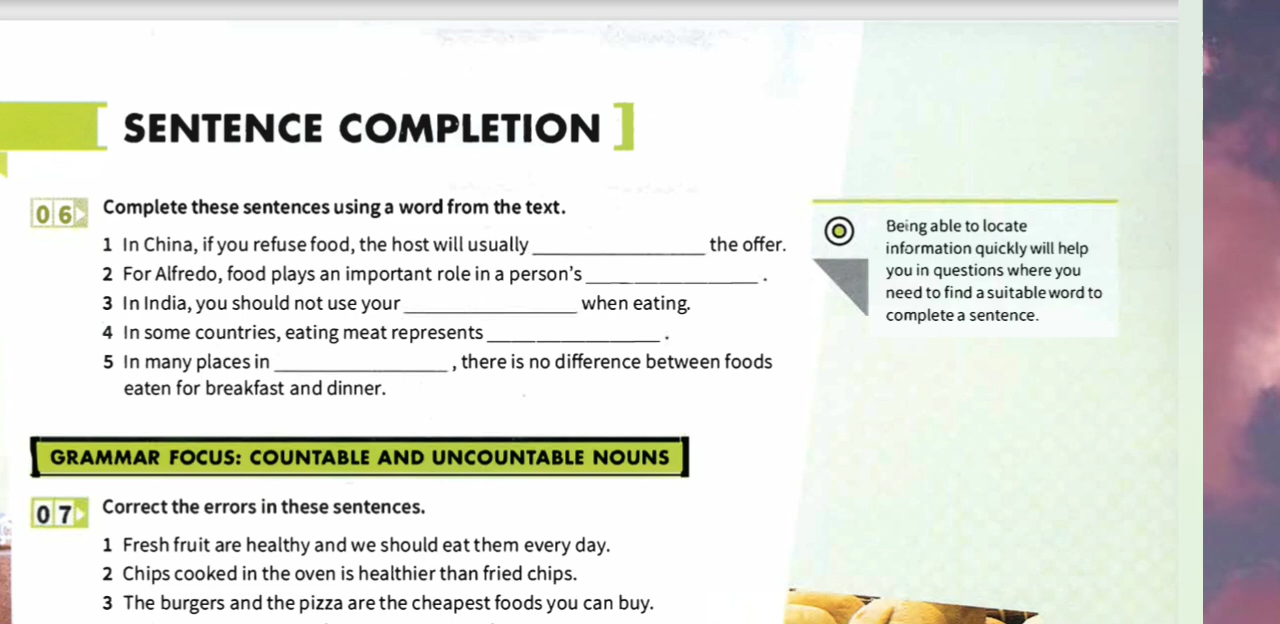 SENTENCE COMPLETION
06 Complete these sentences using a word from the text.
1 In China, if you refuse food, the host will usually ________________ the offer.
2 For Alfredo, food plays an important role in a person's ________________ .
3 In India, you should not use your ________________ when eating.
4 In some countries, eating meat represents ________________ .
5 In many places in ________________ , there is no difference between foods
eaten for breakfast and dinner.
Being able to locate
information quickly will help
you in questions where you
need to find a suitable word to
complete a sentence.
GRAMMAR FOCUS: COUNTABLE AND UNCOUNTABLE NOUNS
07 Correct the errors in these sentences.
1 Fresh fruit are healthy and we should eat them every day.
2 Chips cooked in the oven is healthier than fried chips.
3 The burgers and the pizza are the cheapest foods you can buy.